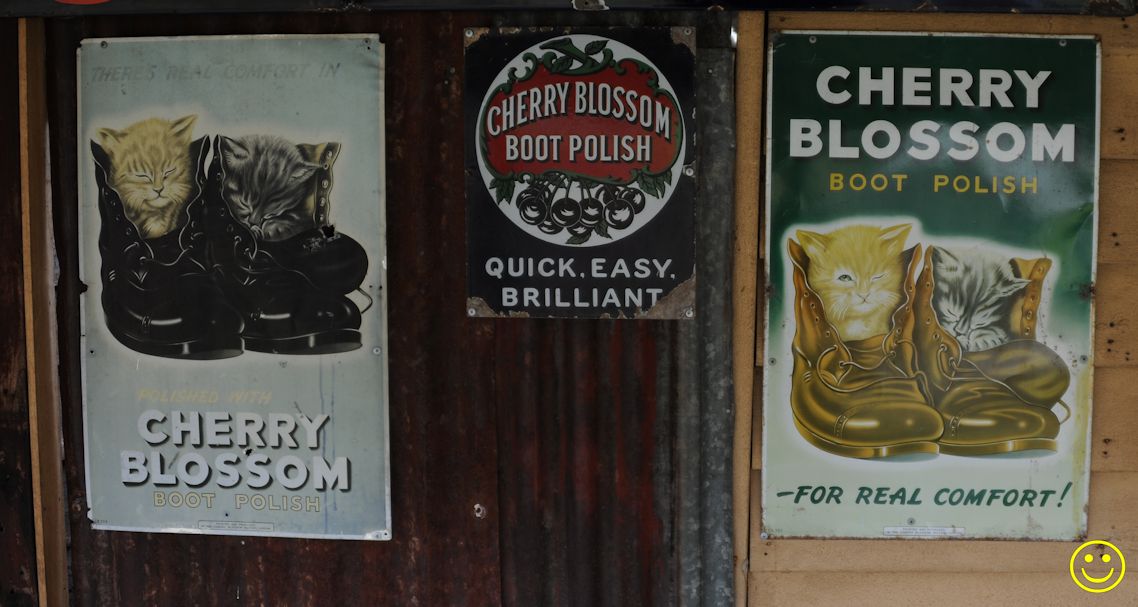 THERE'S REAL COMFORT IN
POLISHED WITH
CHERRY
BLOSSOM
BOOT POLISH
CHERRY BLOSSOM
BOOT POLISH
QUICK, EASY,
BRILLIANT
CHERRY
BLOSSOM
BOOT POLISH
-FOR REAL COMFORT!